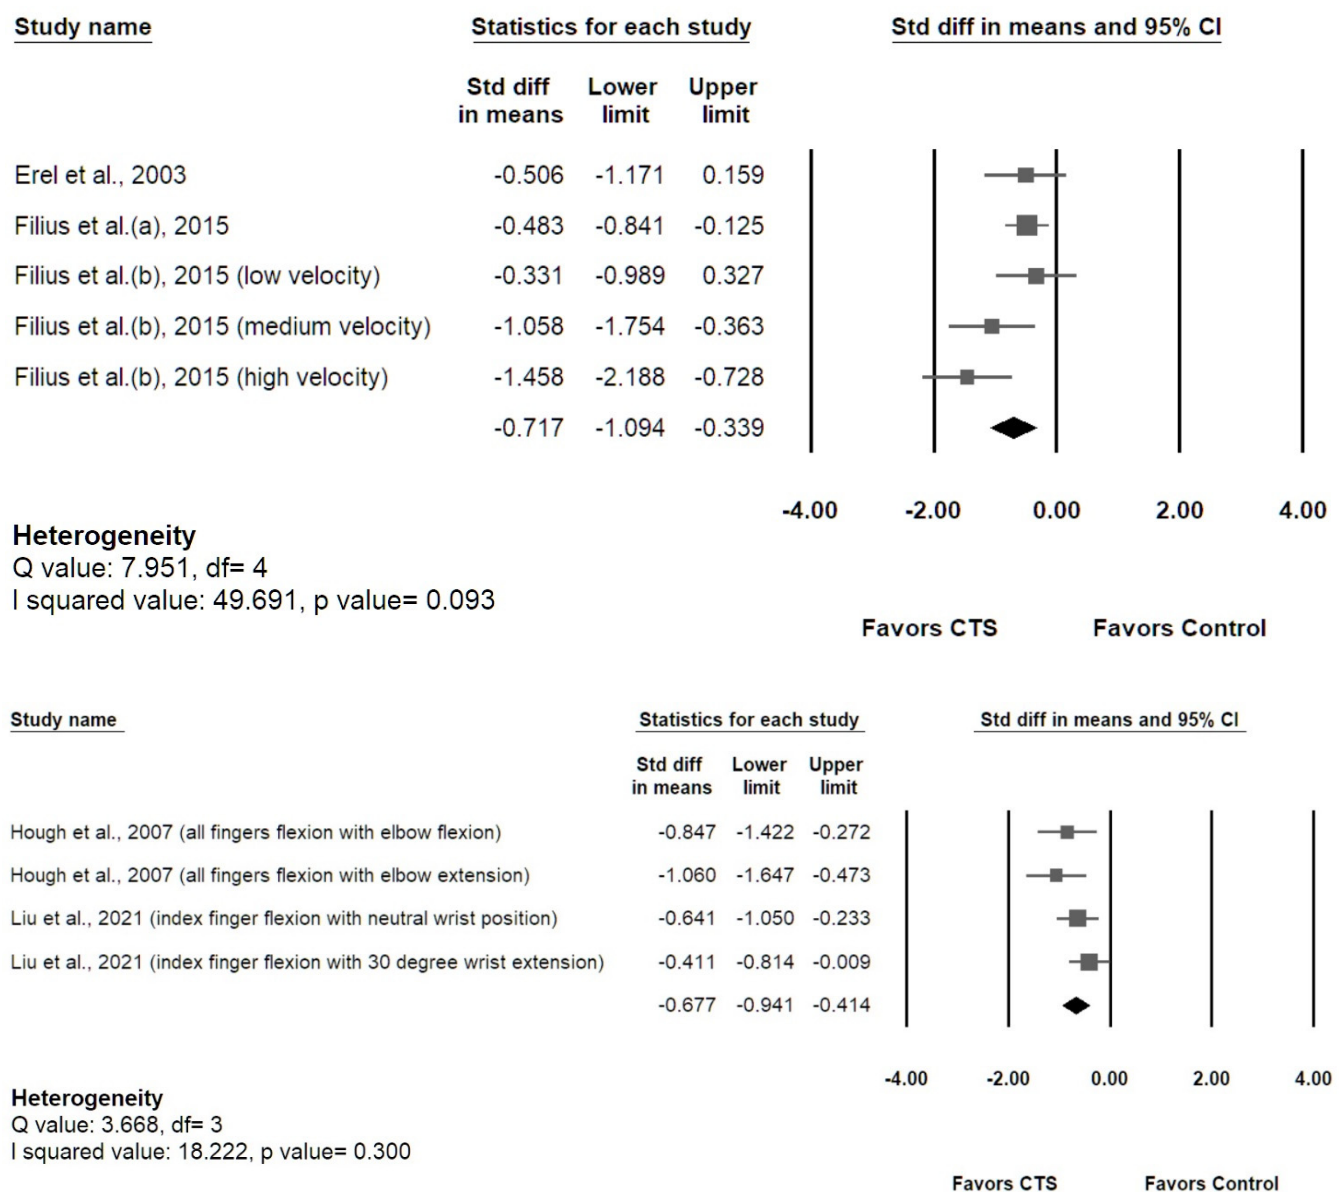 Study name Statistics for each study Std diff in means and 95% CI
Std diff Lower Upper
in means limit limit
Erel et al., 2003 -0.506 -1.171 0.159
Filius et al.(a), 2015 -0.483 -0.841 -0.125
Filius et al.(b), 2015 (low velocity) -0.331 -0.989 0.327
Filius et al.(b), 2015 (medium velocity) -1.058 -1.754 -0.363
Filius et al.(b), 2015 (high velocity) -1.458 -2.188 -0.728
-0.717 -1.094 -0.339
-4.00 -2.00 0.00 2.00 4.00
Heterogeneity
Q value: 7.951, df= 4
I squared value: 49.691, p value= 0.093
Favors CTS Favors Control
Study name Statistics for each study Std diff in means and 95% CI
Std diff Lower Upper
in means limit limit
Hough et al., 2007 (all fingers flexion with elbow flexion) -0.847 -1.422 -0.272
Hough et al., 2007 (all fingers flexion with elbow extension) -1.060 -1.647 -0.473
Liu et al., 2021 (index finger flexion with neutral wrist position) -0.641 -1.050 -0.233
Liu et al., 2021 (index finger flexion with 30 degree wrist extension) -0.411 -0.814 -0.009
-0.677 -0.941 -0.414
-4.00 -2.00 0.00 2.00 4.00
Heterogeneity
Q value: 3.668, df= 3
I squared value: 18.222, p value= 0.300
Favors CTS Favors Control